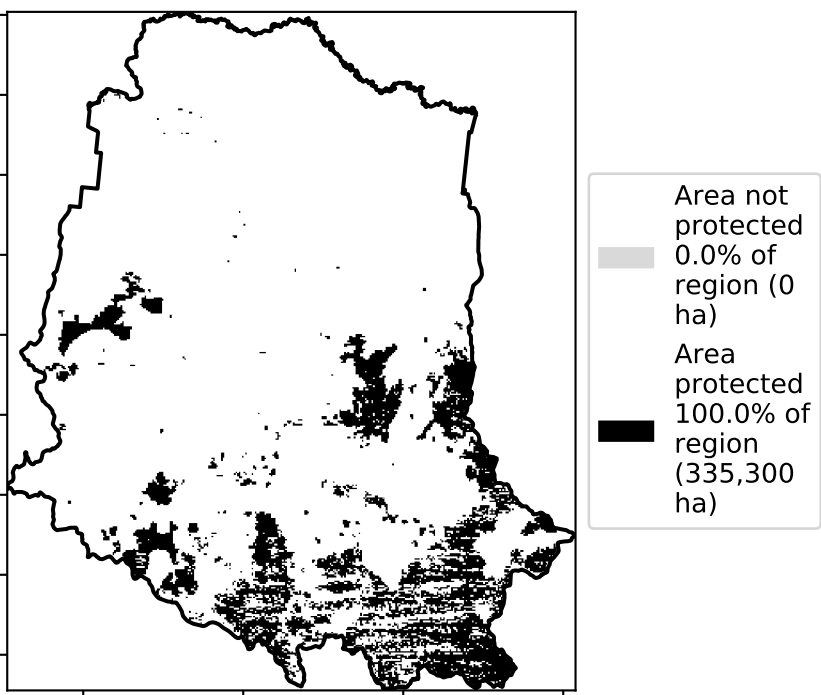 Area not
protected
0.0% of
region (0
ha)
Area
protected
100.0% of
region
(335,300
ha)